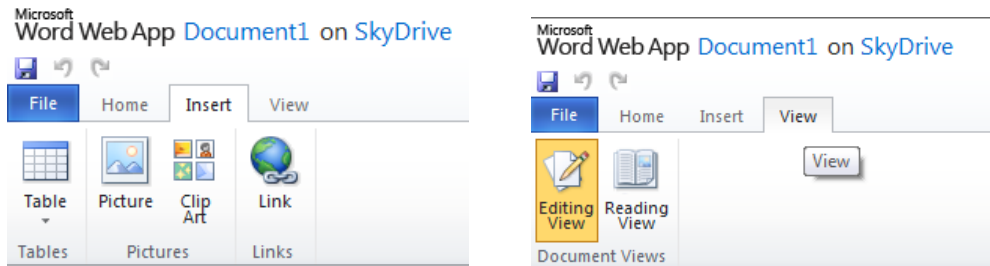 Microsoft
Word Web App Document1 on SkyDrive
File Home Insert View
Table Picture Clip Art Link
Tables Pictures Links
Microsoft
Word Web App Document1 on SkyDrive
File Home Insert View
View
Editing View Reading View
Document Views